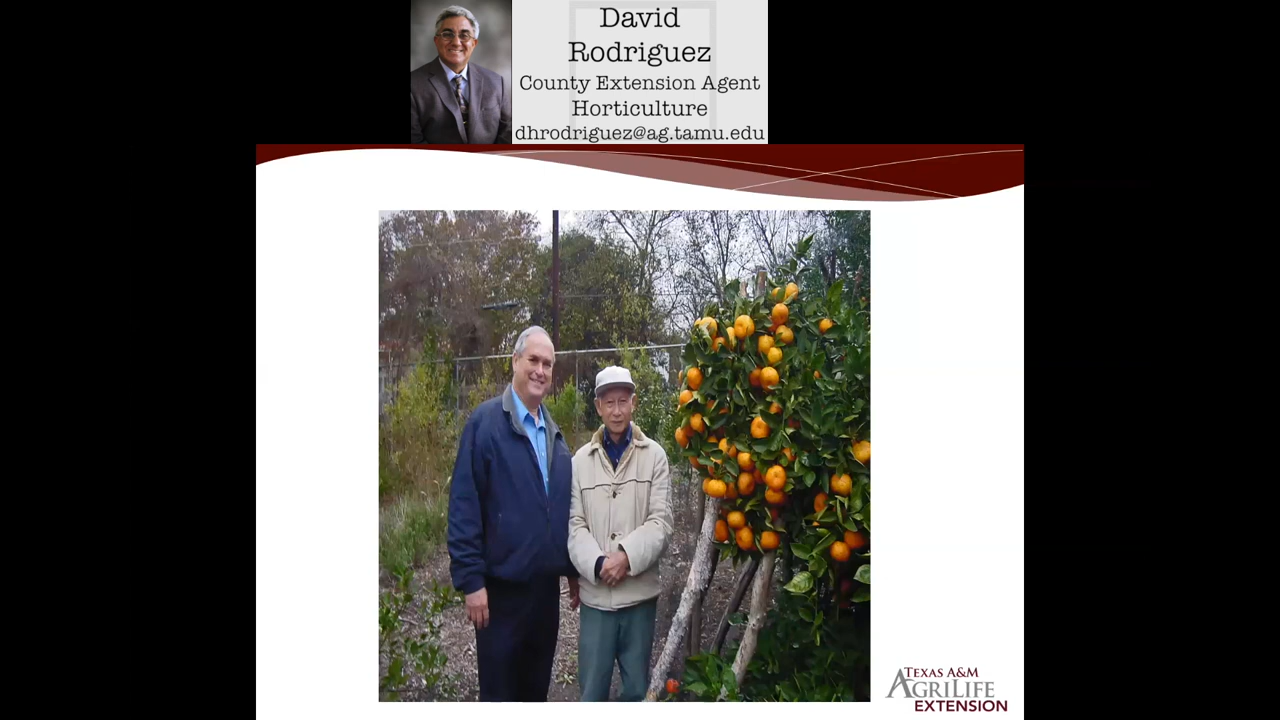 David
Rodriguez
County Extension Agent
Horticulture
dhrodriguez@ag.tamu.edu
TEXAS A&M
AGRILIFE
EXTENSION